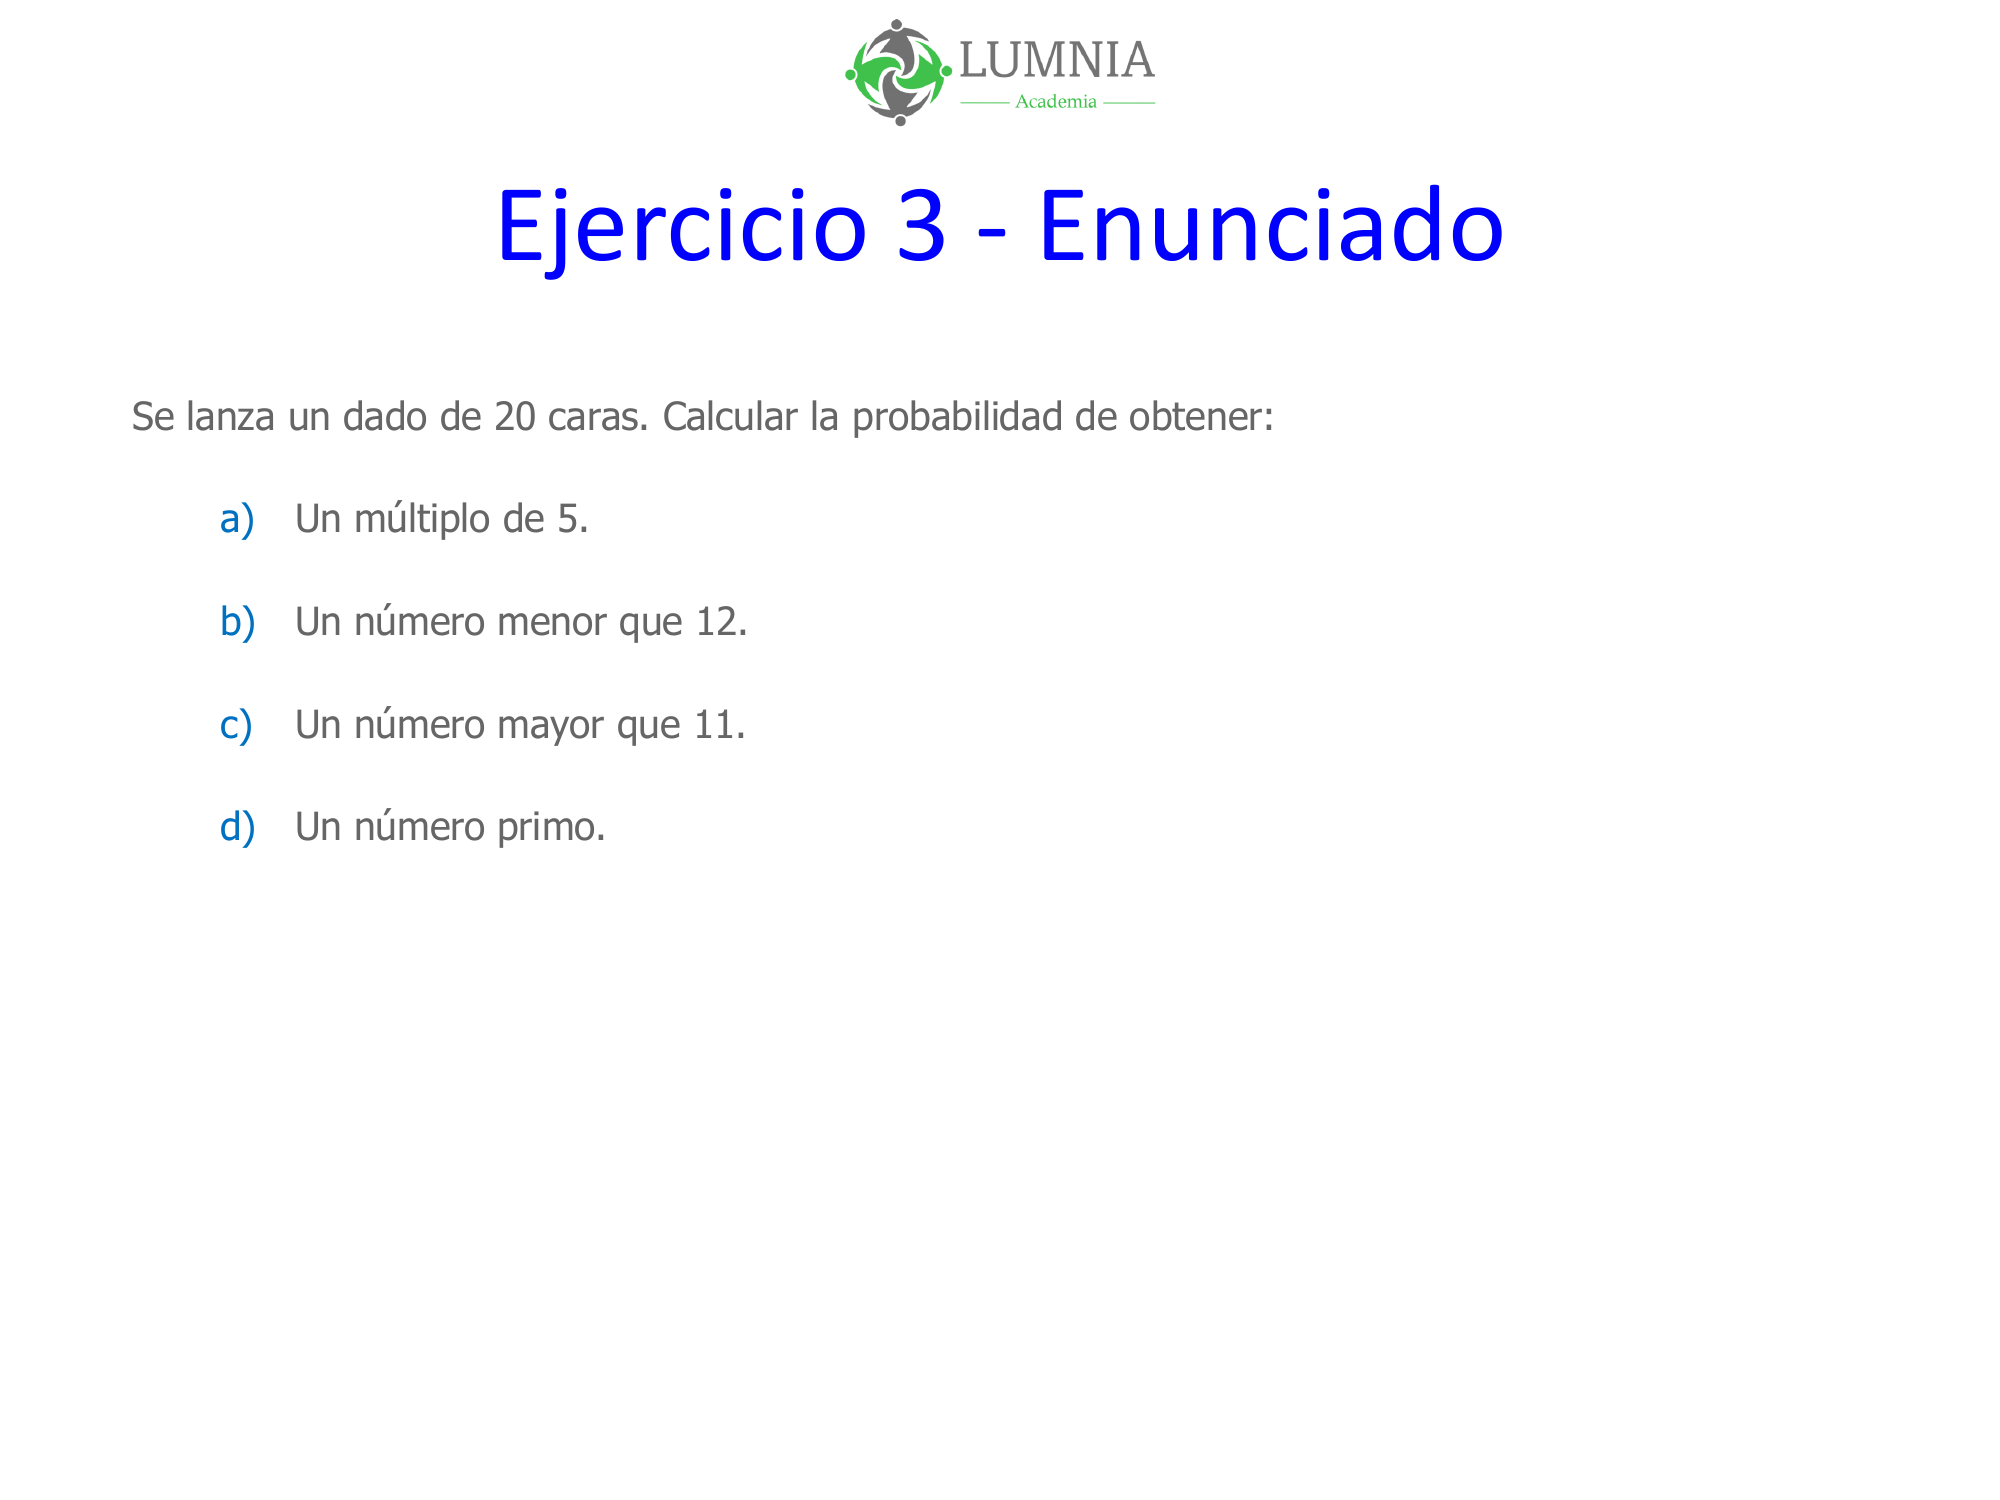 LUMNIA
Academia
Ejercicio 3 - Enunciado
Se lanza un dado de 20 caras. Calcular la probabilidad de obtener:
a) Un múltiplo de 5.
b) Un número menor que 12.
c) Un número mayor que 11.
d) Un número primo.